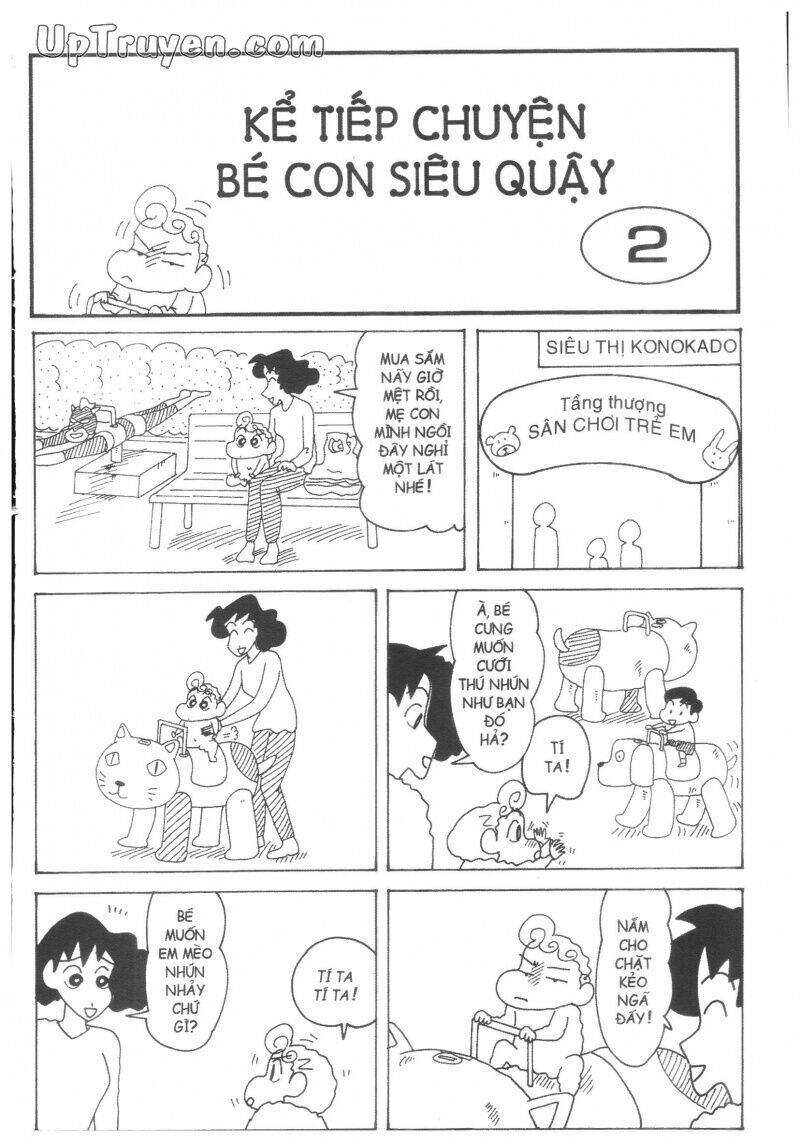 UpTruyen.com
KỂ TIẾP CHUYỆN
BÉ CON SIÊU QUẬY
2
SIÊU THỊ KONOKADO
Tầng thượng
SÂN CHƠI TRẺ EM
MUA SẮM
NÃY GIỜ
MỆT RỒI,
MẸ CON
MÌNH NGỒI
ĐÂY NGHỈ
MỘT LÁT
NHÉ!
À, BÉ
CƯNG
MUỐN
CƯỠI
THÚ NHÚN
NHƯ BẠN
ĐÓ
HẢ?
TÍ
TA!
NẮM
CHO
CHẶT
KẺO
NGÃ
ĐẤY!
BÉ
MUỐN
EM MÈO
NHÚN
NHẢY
CHỨ
GÌ?
TÍ TA
TÍ TA!